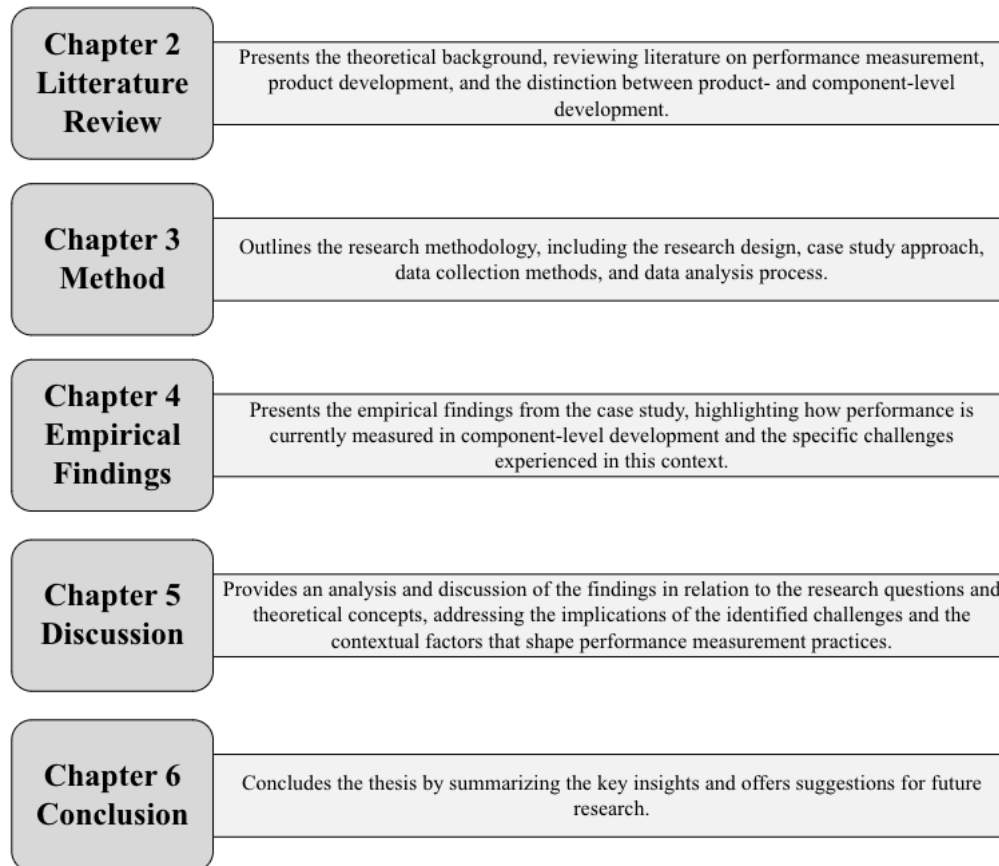 Chapter 2
Litterature
Review
Presents the theoretical background, reviewing literature on performance measurement,
product development, and the distinction between product- and component-level
development.
Chapter 3
Method
Outlines the research methodology, including the research design, case study approach,
data collection methods, and data analysis process.
Chapter 4
Empirical
Findings
Presents the empirical findings from the case study, highlighting how performance is
currently measured in component-level development and the specific challenges
experienced in this context.
Chapter 5
Discussion
Provides an analysis and discussion of the findings in relation to the research questions and
theoretical concepts, addressing the implications of the identified challenges and the
contextual factors that shape performance measurement practices.
Chapter 6
Conclusion
Concludes the thesis by summarizing the key insights and offers suggestions for future
research.